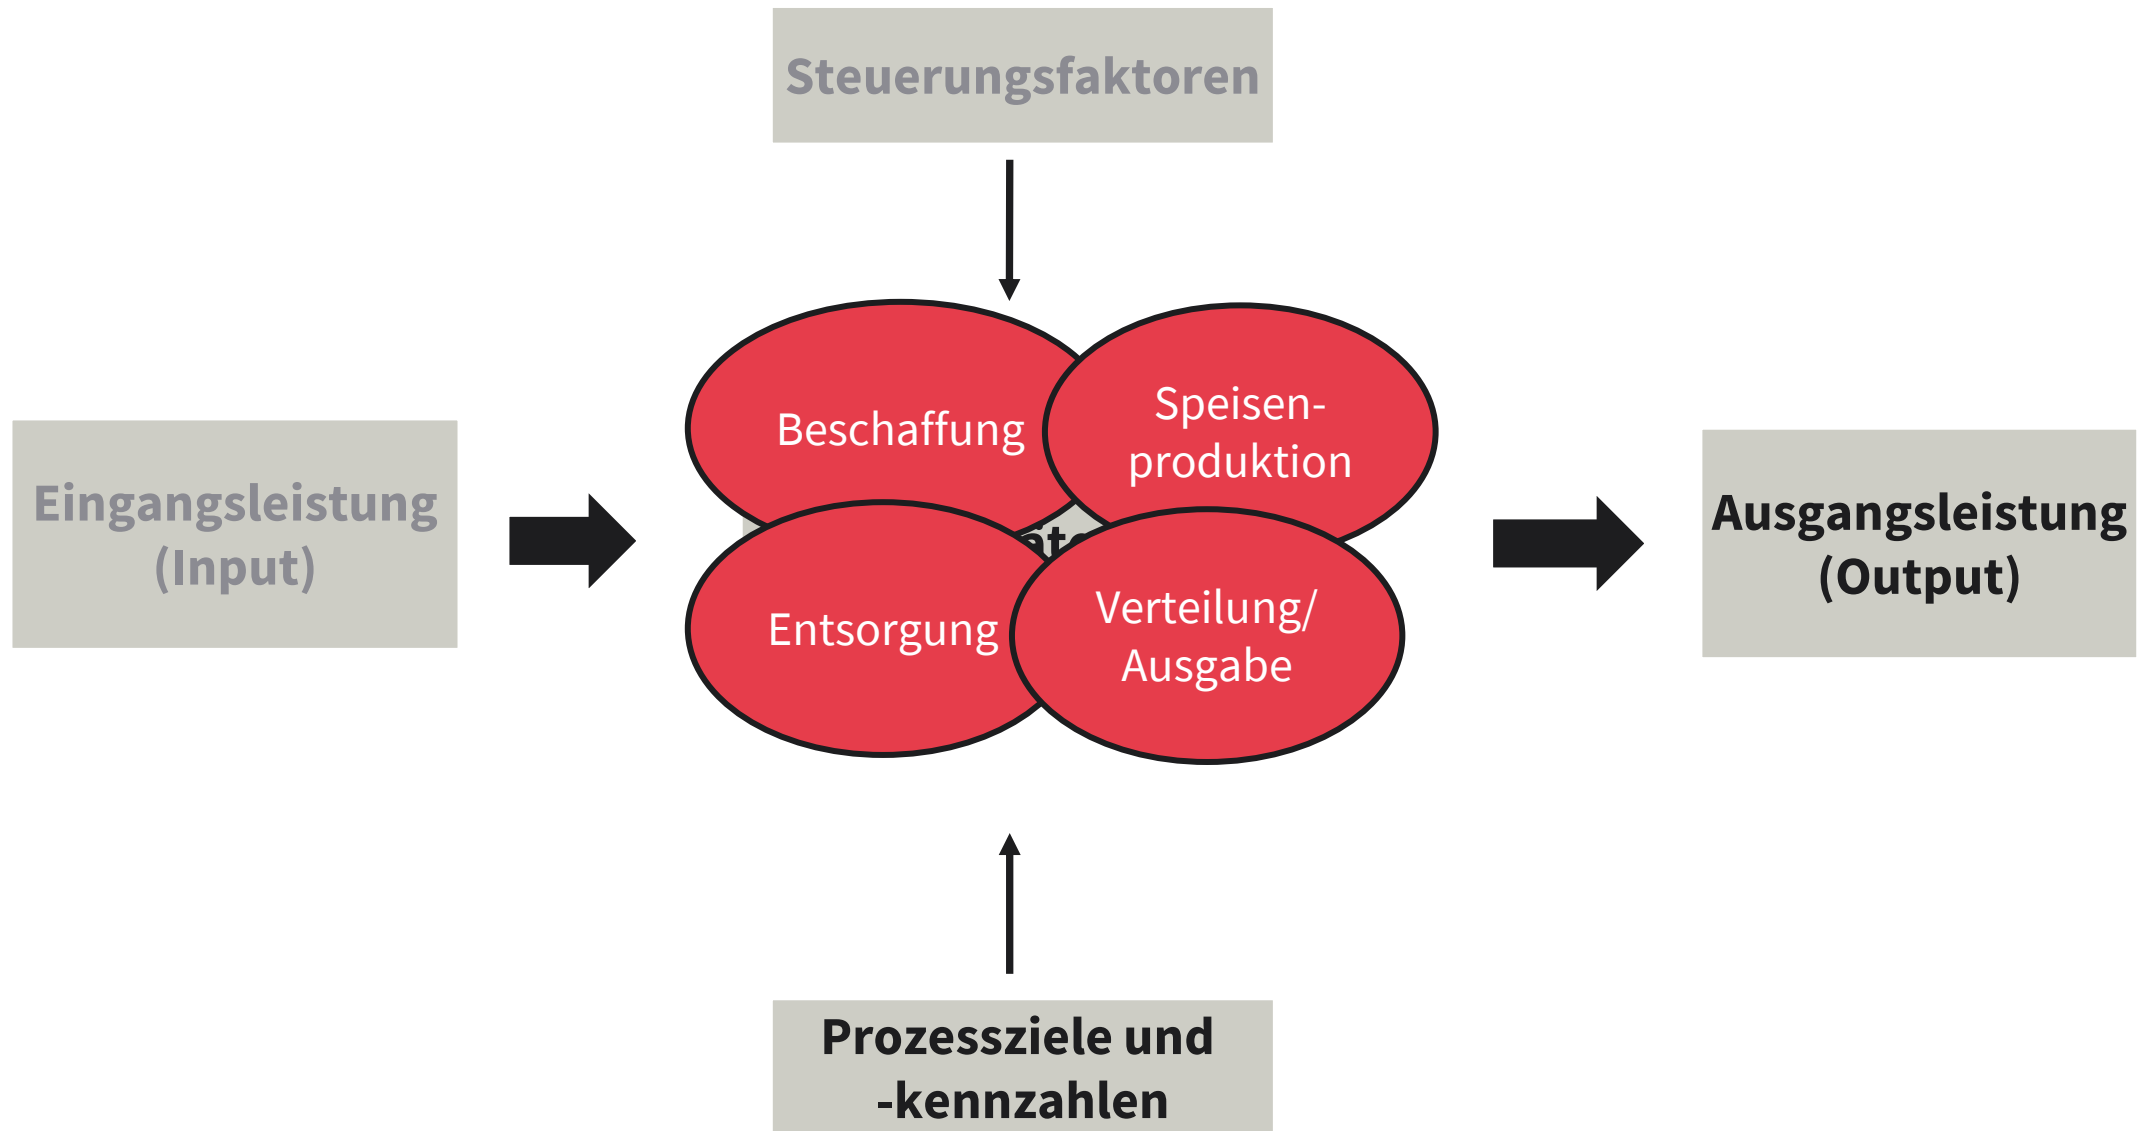 Steuerungsfaktoren
Beschaffung
Speisen-
produktion
Eingangsleistung
(Input)
Ausgangsleistung
(Output)
Entsorgung
Verteilung/
Ausgabe
Prozessziele und
-kennzahlen